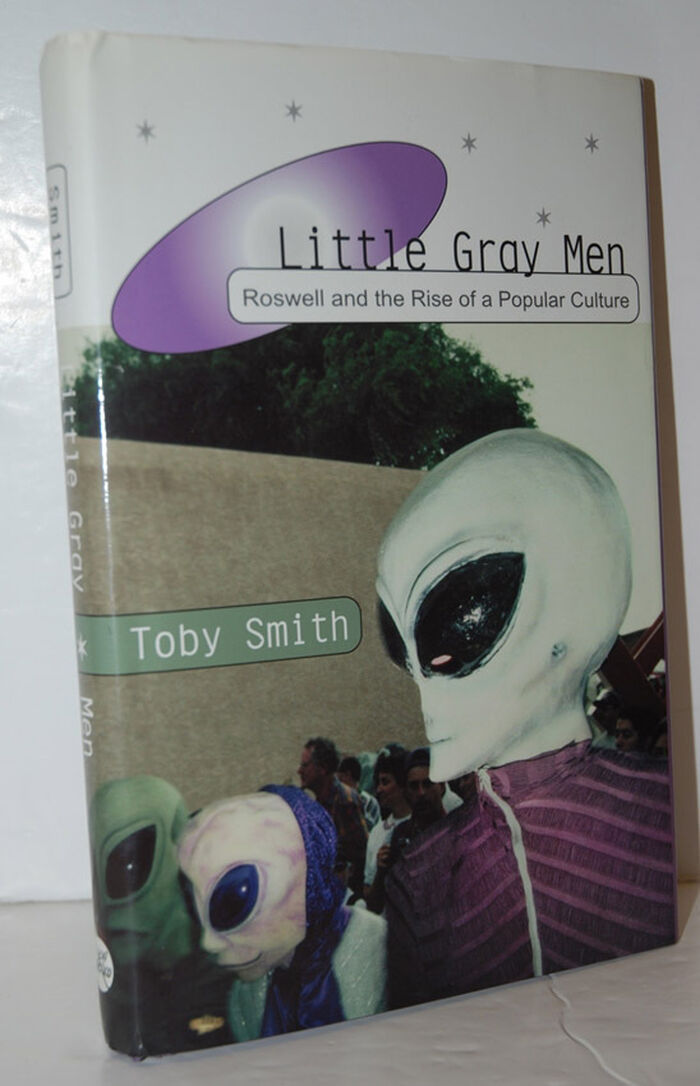 Little Gray Men
Roswell and the Rise of a Popular Culture
Toby Smith
Smith
Little Gray
Men